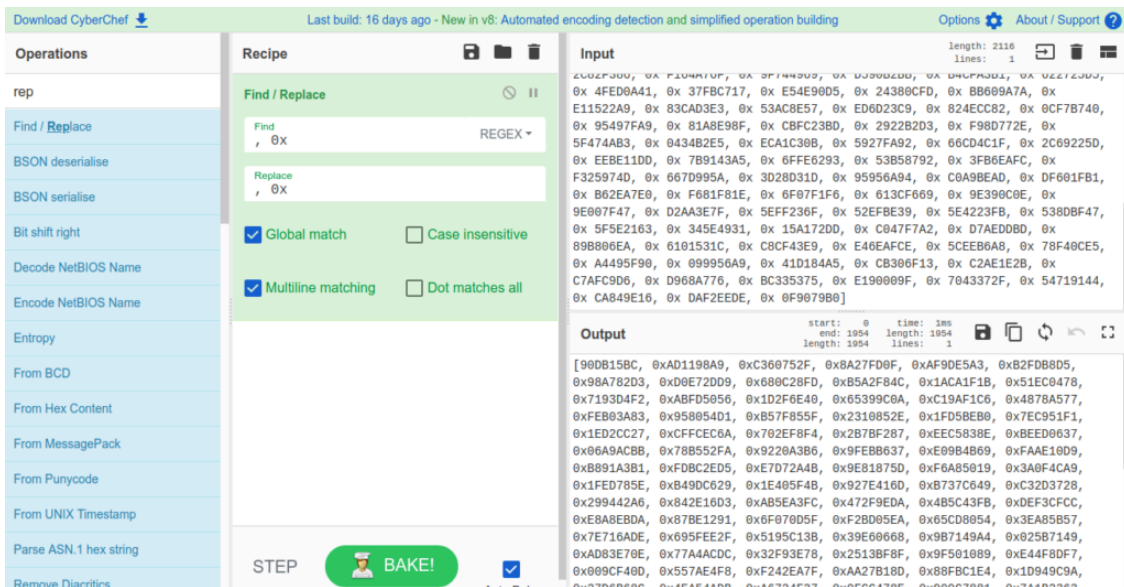 Download CyberChef
Last build: 16 days ago - New in v8: Automated encoding detection and simplified operation building
Options
About / Support
Operations
rep
Find / Replace
BSON deserialise
BSON serialise
Bit shift right
Decode NetBIOS Name
Encode NetBIOS Name
Entropy
From BCD
From Hex Content
From MessagePack
From Punycode
From UNIX Timestamp
Parse ASN.1 hex string
Remove Diacritics
Recipe
Find / Replace
Find
, 0x
REGEX
Replace
, 0x
Global match
Case insensitive
Multiline matching
Dot matches all
STEP
BAKE!
Input
length: 2116
lines: 1
0x 4FED0A41, 0x 37FBC717, 0x E54E90D5, 0x 24380CFD, 0x BB609A7A, 0x
E11522A9, 0x 83CAD3E3, 0x 53AC8E57, 0x ED6D23C9, 0x 824ECC82, 0x 0CF7B740,
0x 95497FA9, 0x 81A8E98F, 0x CBFC23BD, 0x 2922B2D3, 0x F98D772E, 0x
5F474AB3, 0x 0434B2E5, 0x ECA1C30B, 0x 5927FA92, 0x 66CD4C1F, 0x 2C69225D,
0x EEBE11DD, 0x 7B9143A5, 0x 6FFE6293, 0x 53B58792, 0x 3FB6EAFC, 0x
F325974D, 0x 667D995A, 0x 3D28D31D, 0x 95956A94, 0x C0A9BEAD, 0x DF601FB1,
0x B62EA7E0, 0x F681F81E, 0x 6F07F1F6, 0x 613CF669, 0x 9E390C0E, 0x
9E007F47, 0x D2AA3E7F, 0x 5EFF236F, 0x 52EFBE39, 0x 5E4223FB, 0x 538DBF47,
0x 5F5E2163, 0x 345E4931, 0x 15A172DD, 0x C047F7A2, 0x D7AEDDBD, 0x
89B806EA, 0x 6101531C, 0x C8CF43E9, 0x E46EAFCE, 0x 5CEEB6A8, 0x 78F40CE5,
0x A4495F90, 0x 099956A9, 0x 41D184A5, 0x CB306F13, 0x C2AE1E2B, 0x
C7AFC9D6, 0x D968A776, 0x BC335375, 0x E190009F, 0x 7043372F, 0x 54719144,
0x CA849E16, 0x DAF2EEDE, 0x 0F9079B0]
Output
start: 0
end: 1954
length: 1954
time: 1ms
length: 1954
lines: 1
[90DB15BC, 0xAD1198A9, 0xC360752F, 0x8A27FD0F, 0xAF9DE5A3, 0xB2FDB8D5,
0x98A782D3, 0xD0E72DD9, 0x680C28FD, 0xB5A2F84C, 0x1ACA1F1B, 0x51EC0478,
0x7193D4F2, 0xABFD5056, 0x1D2F6E40, 0x65399C0A, 0xC19AF1C6, 0x4878A577,
0xFEB03A83, 0x958054D1, 0xB57F855F, 0x2310852E, 0x1FD5BEB0, 0x7EC951F1,
0x1ED2CC27, 0xCFFCEC6A, 0x702EF8F4, 0x2B7BF287, 0xEEC5838E, 0xBEED0637,
0x06A9ACBB, 0x78B552FA, 0x9220A3B6, 0x9FEBB637, 0xE09B4B69, 0xFAAE10D9,
0xB891A3B1, 0xFDBC2ED5, 0xE7D72A4B, 0x9E81875D, 0xF6A85019, 0x3A0F4CA9,
0x1FED785E, 0xB49DC629, 0x1E405F4B, 0x927E416D, 0xB737C649, 0xC32D3728,
0x299442A6, 0x842E16D3, 0xAB5EA3FC, 0x472F9EDA, 0x4B5C43FB, 0xDEF3CFCC,
0xE8A8EBDA, 0x87BE1291, 0x6F070D5F, 0xF2BD05EA, 0x65CD8054, 0x3EA85B57,
0x7E716ADE, 0x695FEE2F, 0x5195C13B, 0x39E60668, 0x9B7149A4, 0x025B7149,
0xAD83E70E, 0x77A4ACDC, 0x32F93E78, 0x2513BF8F, 0x9F501089, 0xE44F8DF7,
0x009CF40D, 0x557AE4F8, 0xF242EA7F, 0xAA27B18D, 0x88FBC1FC, 0x1D949C9A,